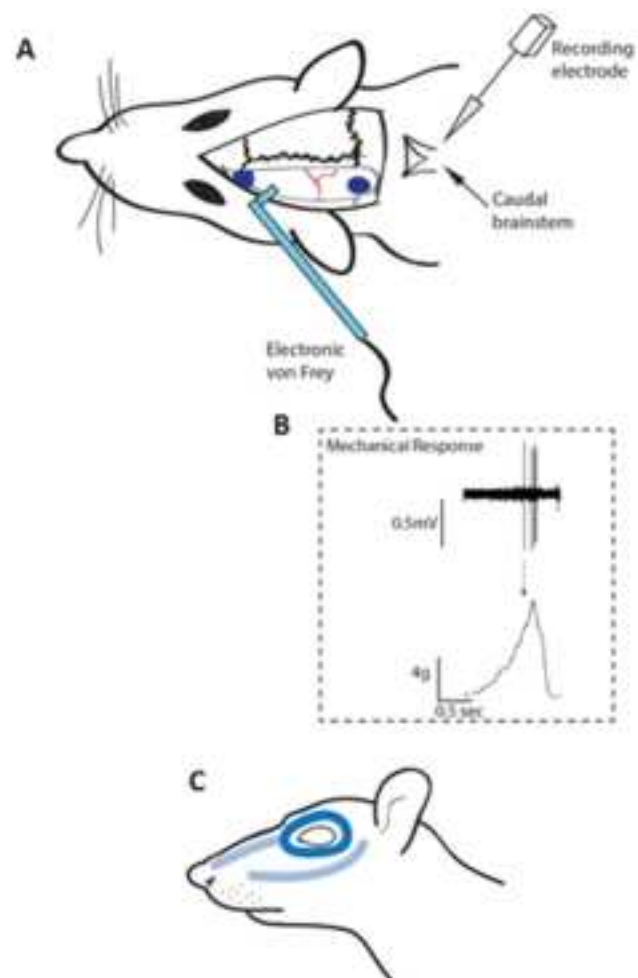 A
Recording
electrode
Caudal
brainstem
Electronic
von Frey
B
Mechanical Response
0.5mV
4g
0.5 sec
C